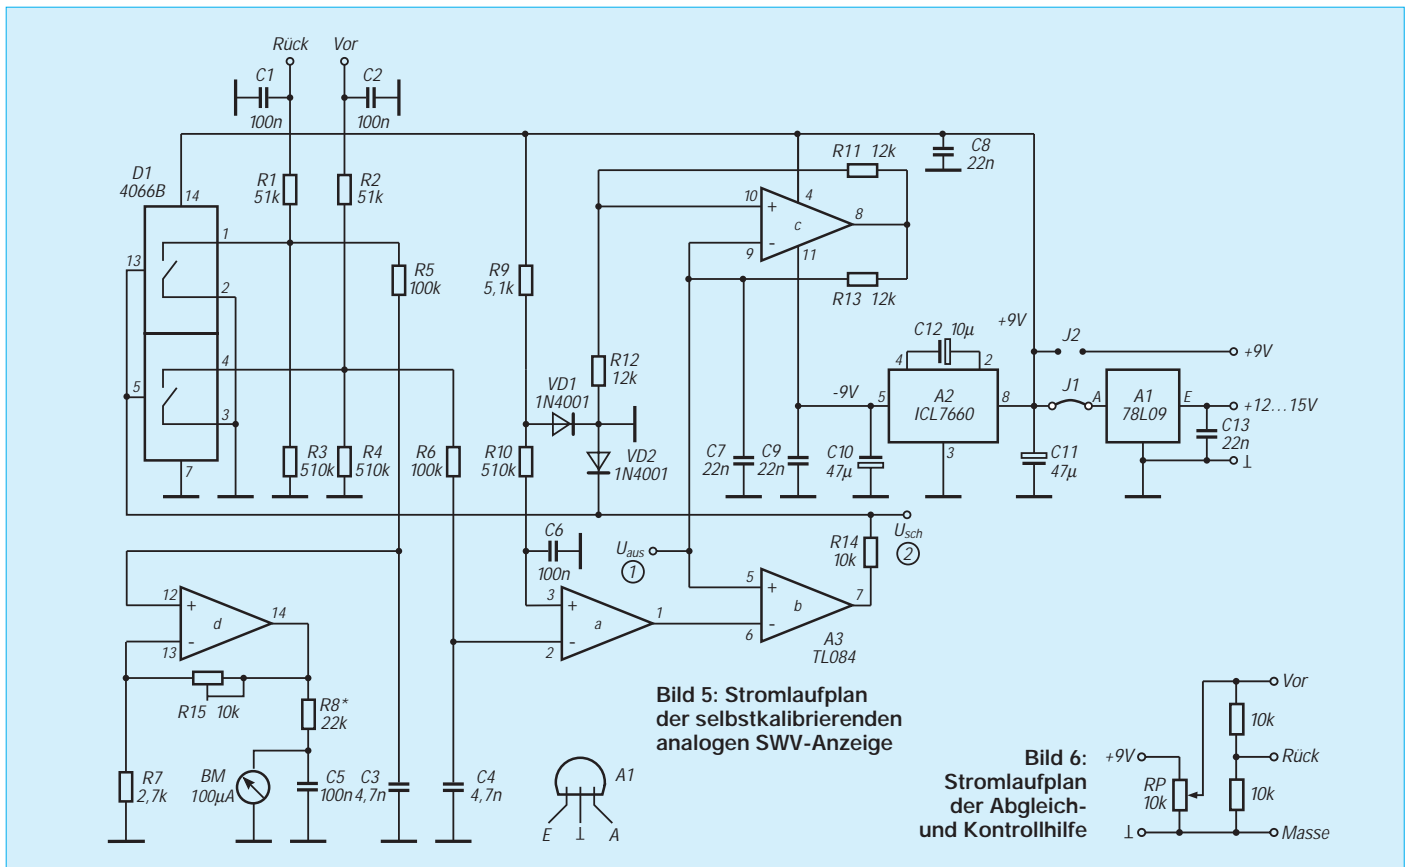 Rück Vor
C1 C2
100n 100n
R11 12k
C8
22n
D1
4066B
14
R1
51k
R2
51k
10
+
4
c
8
1
9
-
11
13
R5
100k
R9
5,1k
2
R13 12k
C12 10µ
+9V
J2
+9V
4
4
2
R12
12k
VD1
1N4001
5
-9V
5
A2
ICL7660
8
J1
A
A1
78L09
E
+12...15V
3
C13
22n
7
R3
510k
R4
510k
R6
100k
R10
510k
VD2
1N4001
C7
22n
C9
22n
C10
47µ
3
C11
47µ
⊥
C6
100n
Uaus
1
R14
10k
Usch
2
12
+
d
14
-
13
3
+
a
1
-
2
5
+
b
7
-
6
A3
TL084
R15 10k
R8*
22k
Bild 5: Stromlaufplan
der selbstkalibrierenden
analogen SWV-Anzeige
Vor
10k
Bild 6:
Stromlaufplan
der Abgleich-
und Kontrollhilfe
+9V
Rück
RP
10k
10k
⊥
Masse
R7
2,7k
BM
100µA
C5
100n
C3
4,7n
C4
4,7n
A1
E ⊥ A